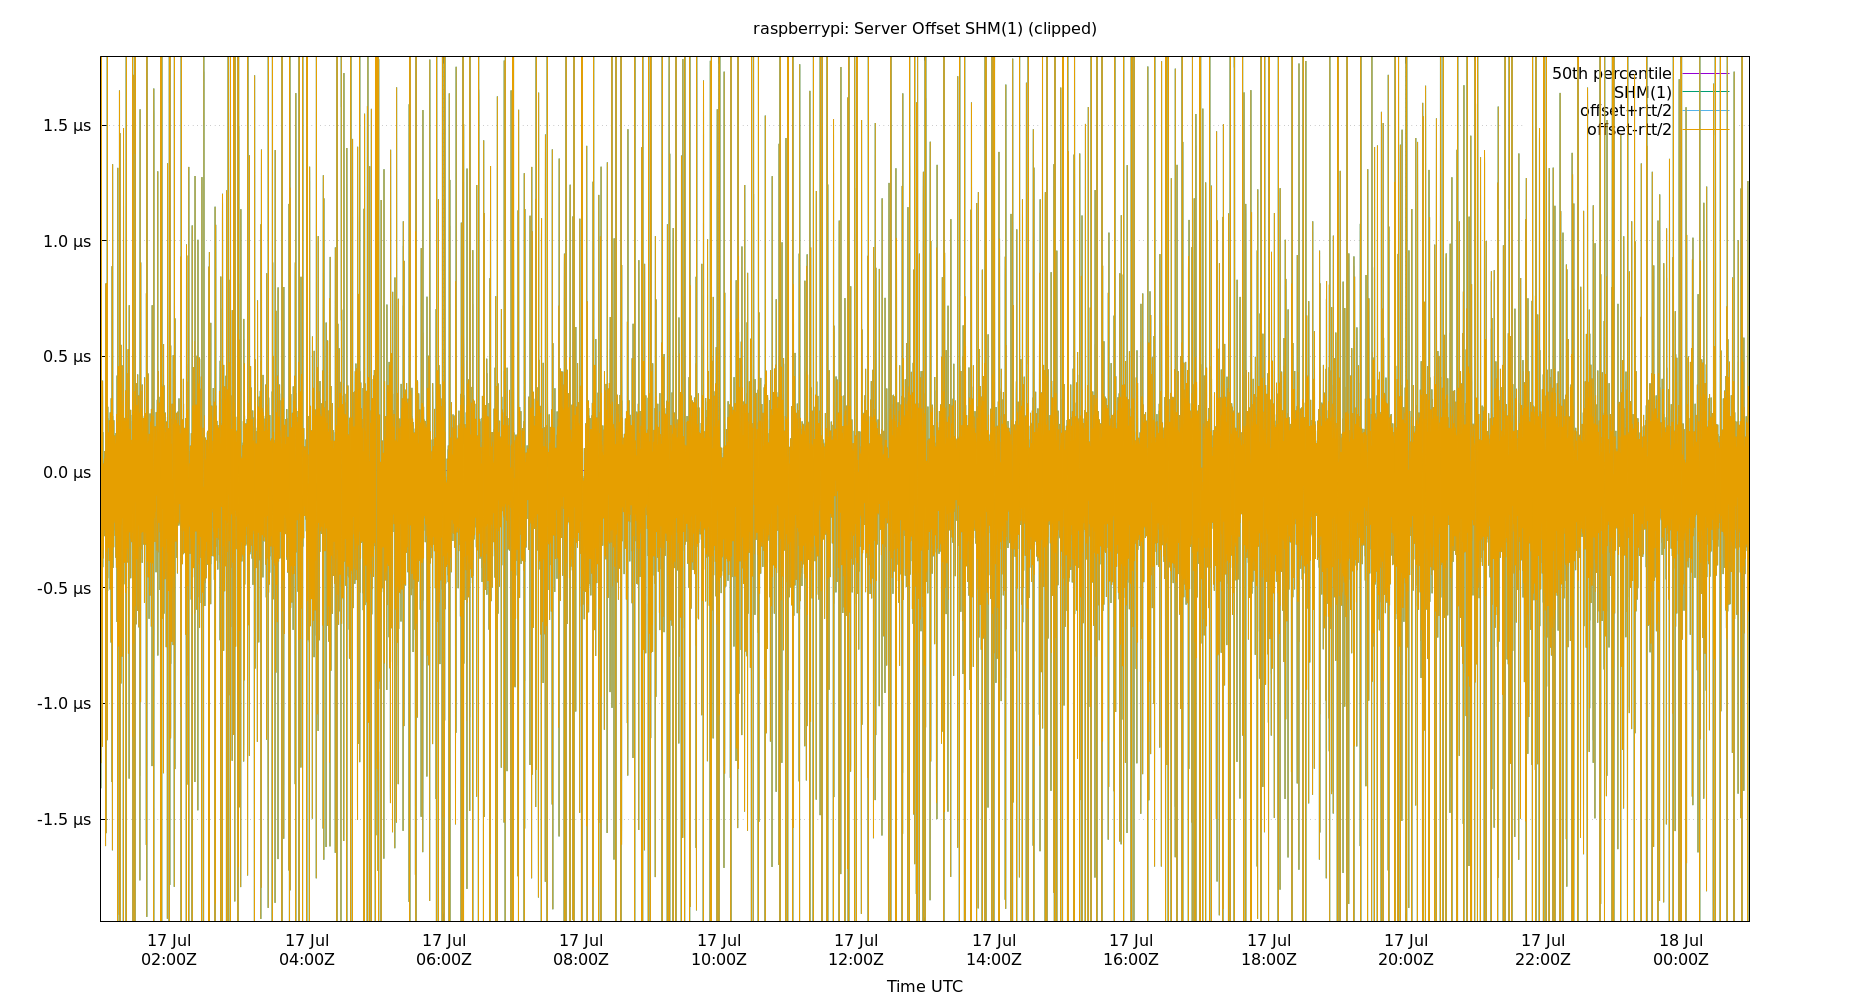 raspberrypi: Server Offset SHM(1) (clipped)
50th percentile
SHM(1)
offset+rtt/2
offset-rtt/2
1.5 µs
1.0 µs
0.5 µs
0.0 µs
-0.5 µs
-1.0 µs
-1.5 µs
17 Jul 17 Jul 17 Jul 17 Jul 17 Jul 17 Jul 17 Jul 17 Jul 17 Jul 17 Jul 17 Jul 18 Jul
02:00Z 04:00Z 06:00Z 08:00Z 10:00Z 12:00Z 14:00Z 16:00Z 18:00Z 20:00Z 22:00Z 00:00Z
Time UTC